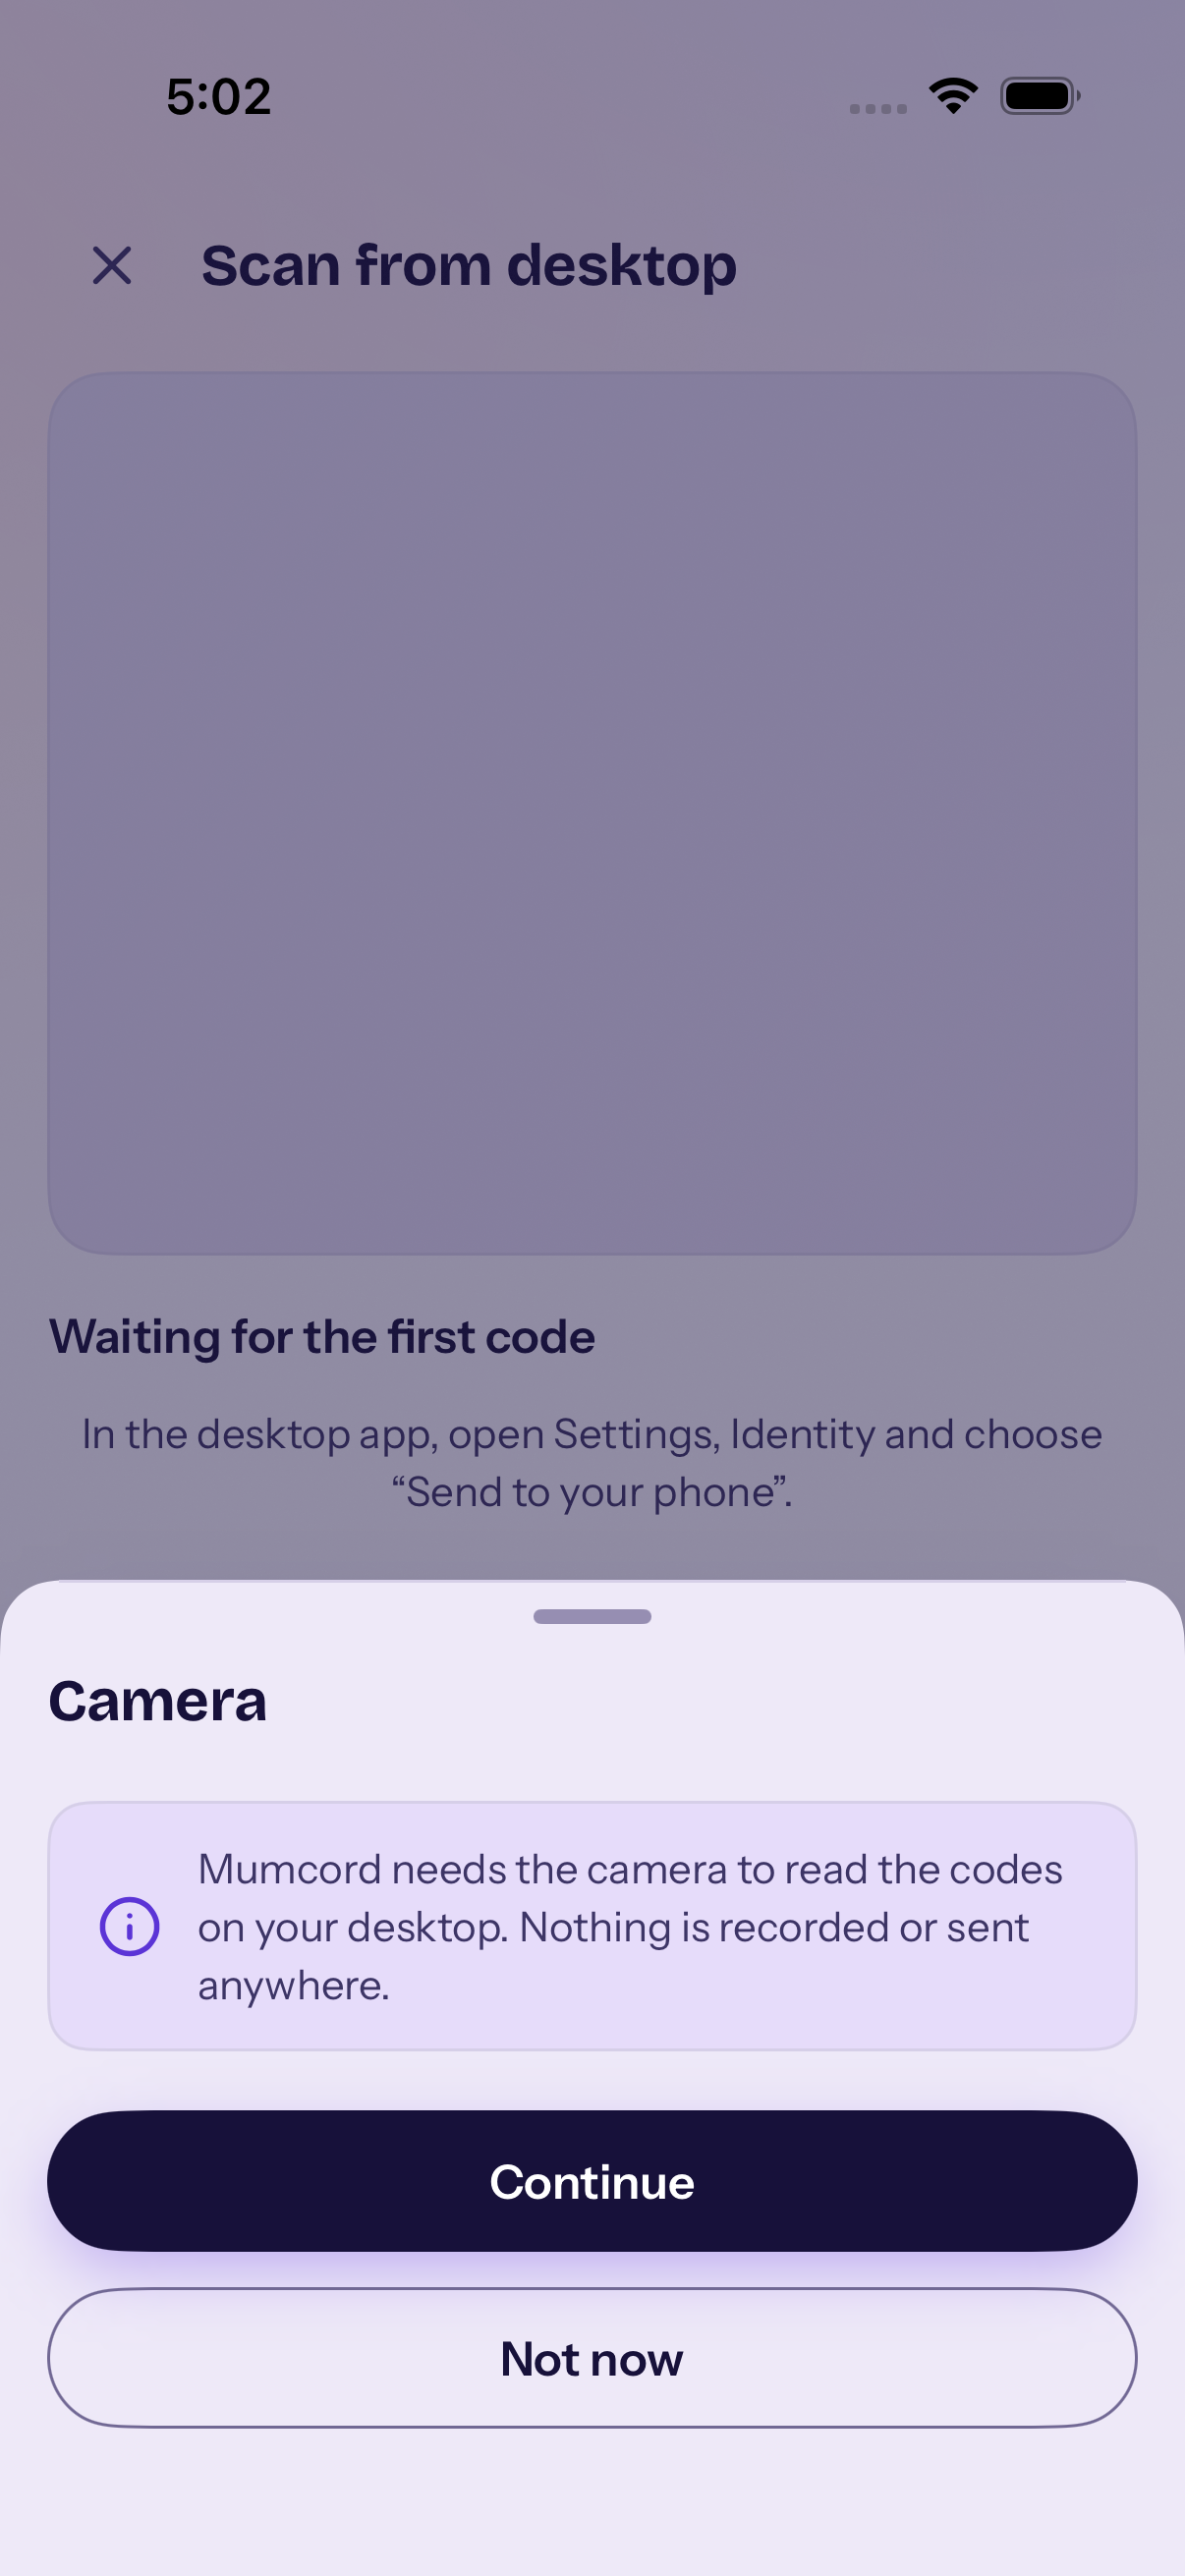 5:02
Scan from desktop
Waiting for the first code
In the desktop app, open Settings, Identity and choose
“Send to your phone”.
Camera
Mumcord needs the camera to read the codes
on your desktop. Nothing is recorded or sent
anywhere.
Continue
Not now